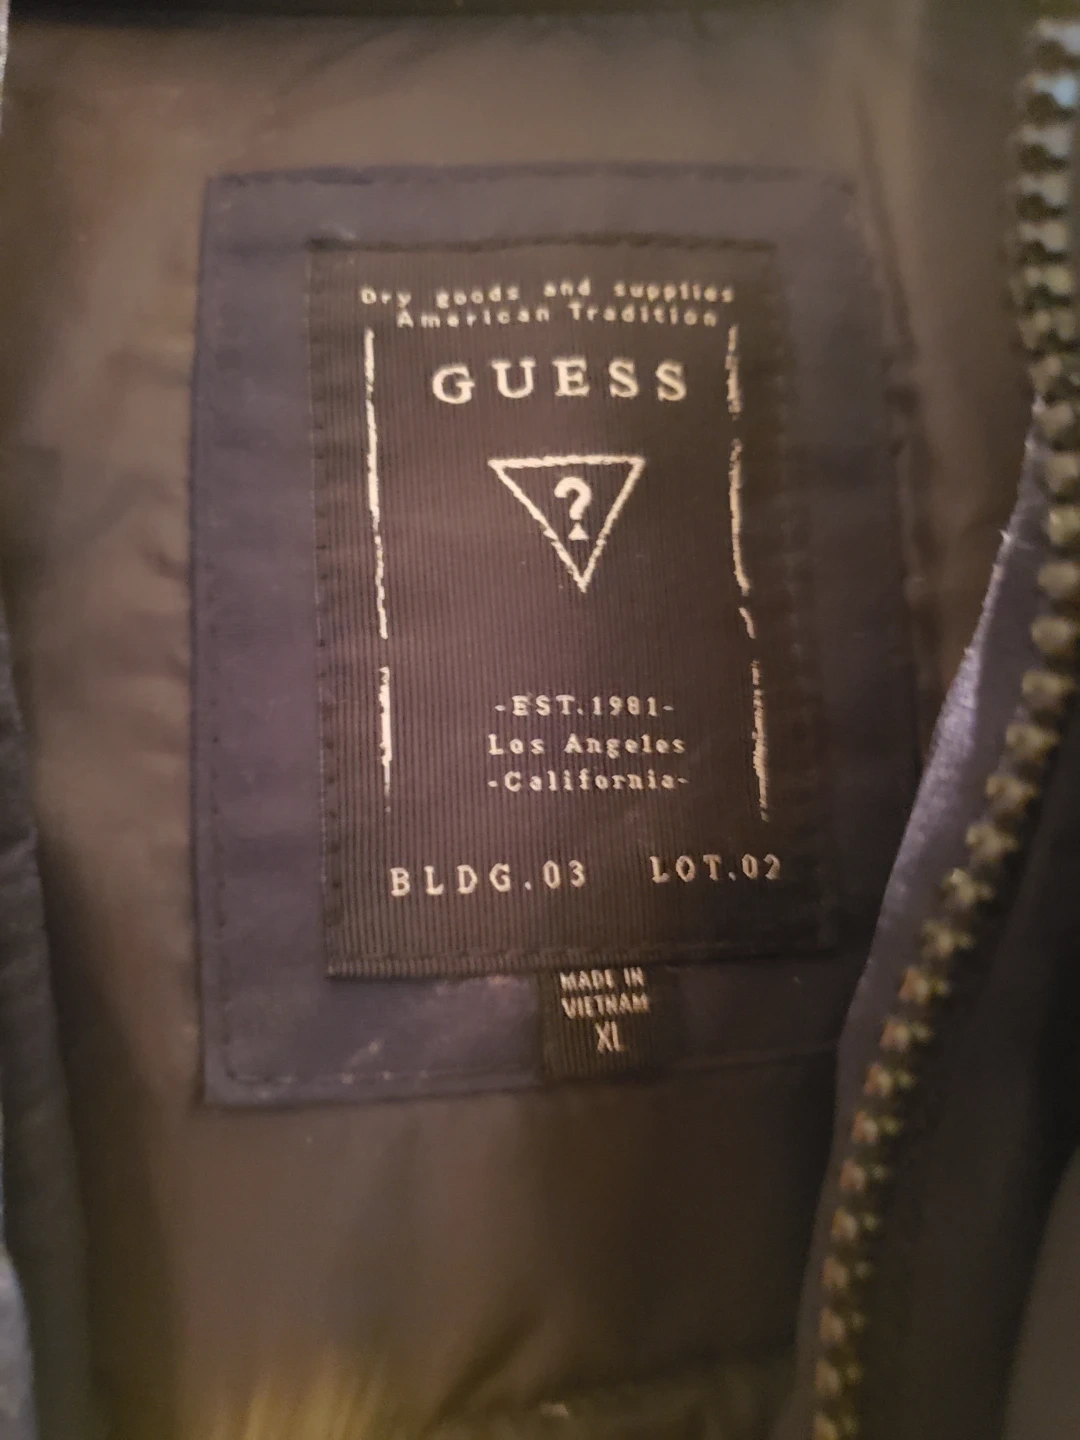 Dry goods and supplies
American Tradition
GUESS
?
-EST.1981-
Los Angeles
-California-
BLDG.03 LOT.02
MADE IN
VIETNAM
XL